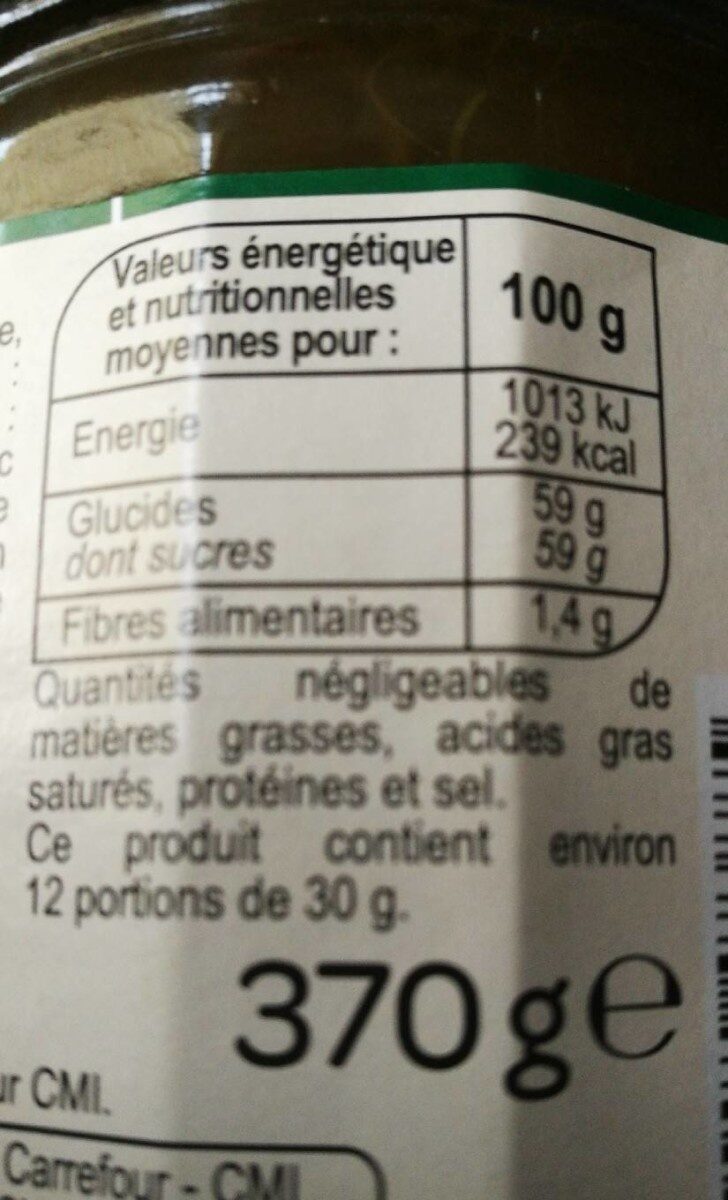 Valeurs énergétique
et nutritionnelles
moyennes pour :
100 g
Energie
1013 kJ
239 kcal
Glucides
59 g
dont sucres
59 g
Fibres alimentaires
1,4 g
Quantités négligeables de
matières grasses, acides gras
saturés, protéines et sel.
Ce produit contient environ
12 portions de 30 g.
370 g e
CMI.
Carrefour - CMI